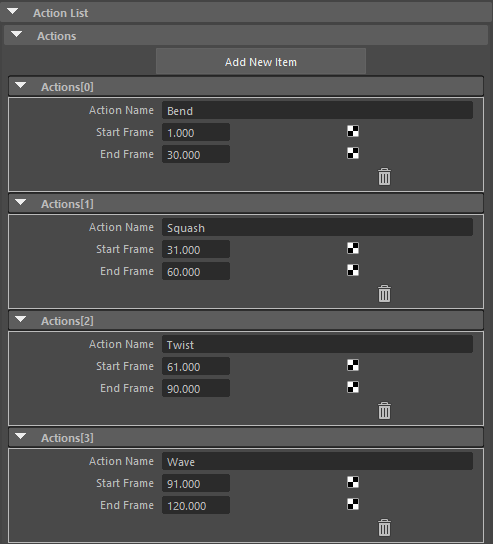 Action List
Actions
Add New Item
Actions[0]
Action Name Bend
Start Frame 1.000
End Frame 30.000
Actions[1]
Action Name Squash
Start Frame 31.000
End Frame 60.000
Actions[2]
Action Name Twist
Start Frame 61.000
End Frame 90.000
Actions[3]
Action Name Wave
Start Frame 91.000
End Frame 120.000